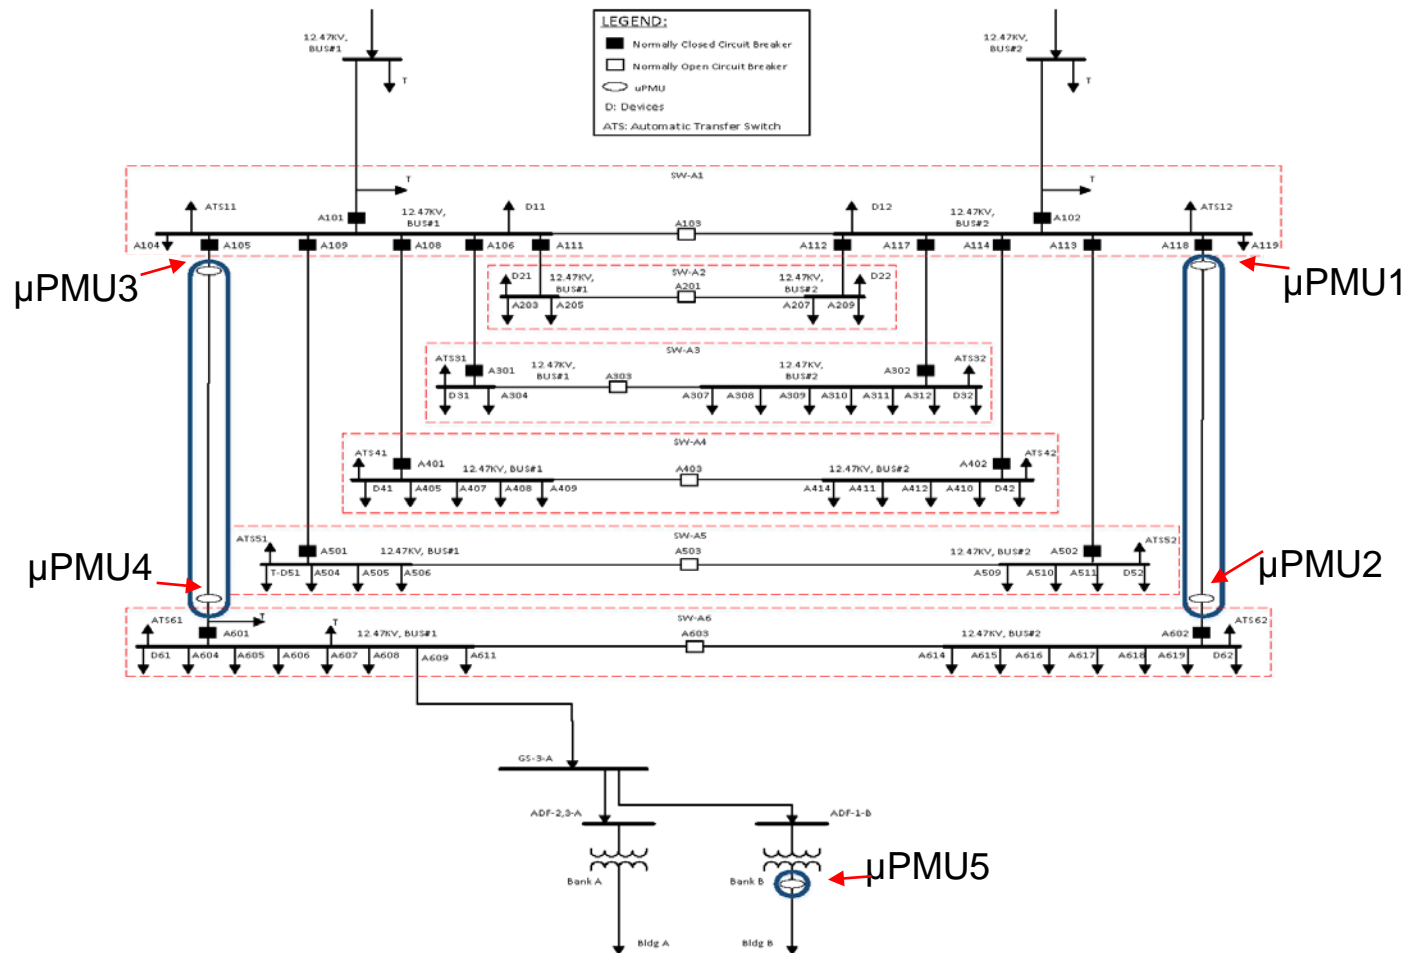 LEGEND:
Normally Closed Circuit Breaker
Normally Open Circuit Breaker
uPMU
D: Devices
ATS: Automatic Transfer Switch
12.47KV,
BUS#1
T
12.47KV,
BUS#2
T
SW-A1
T
T
ATS11
A101
12.47KV,
BUS#1
D11
A103
D12
12.47KV,
BUS#2
A102
ATS12
A104
A105
A109
A108
A106
A111
A112
A117
A114
A113
A118
A119
µPMU3
µPMU1
SW-A2
D21
12.47KV,
BUS#1
A201
12.47KV,
BUS#2
D22
A203
A205
A207
A209
SW-A3
ATS31
A301
12.47KV,
BUS#1
A303
12.47KV,
BUS#2
A302
ATS32
D31
A304
A307
A308
A309
A310
A311
A312
D32
SW-A4
ATS41
A401
12.47KV, BUS#1
A403
12.47KV, BUS#2
A402
ATS42
D41
A405
A407
A408
A409
A414
A411
A412
A410
D42
SW-A5
ATS51
A501
12.47KV, BUS#1
A503
12.47KV, BUS#2
A502
ATS52
T-D51
A504
A505
A506
A509
A510
A511
D52
µPMU4
µPMU2
SW-A6
T
ATS61
A601
T
12.47KV, BUS#1
A603
12.47KV, BUS#2
A602
ATS62
D61
A604
A605
A606
A607
A608
A609
A611
A614
A615
A616
A617
A618
A619
D62
GS-3-A
ADF-2,3-A
ADF-1-B
Bank A
Bank B
µPMU5
Bldg A
Bldg B